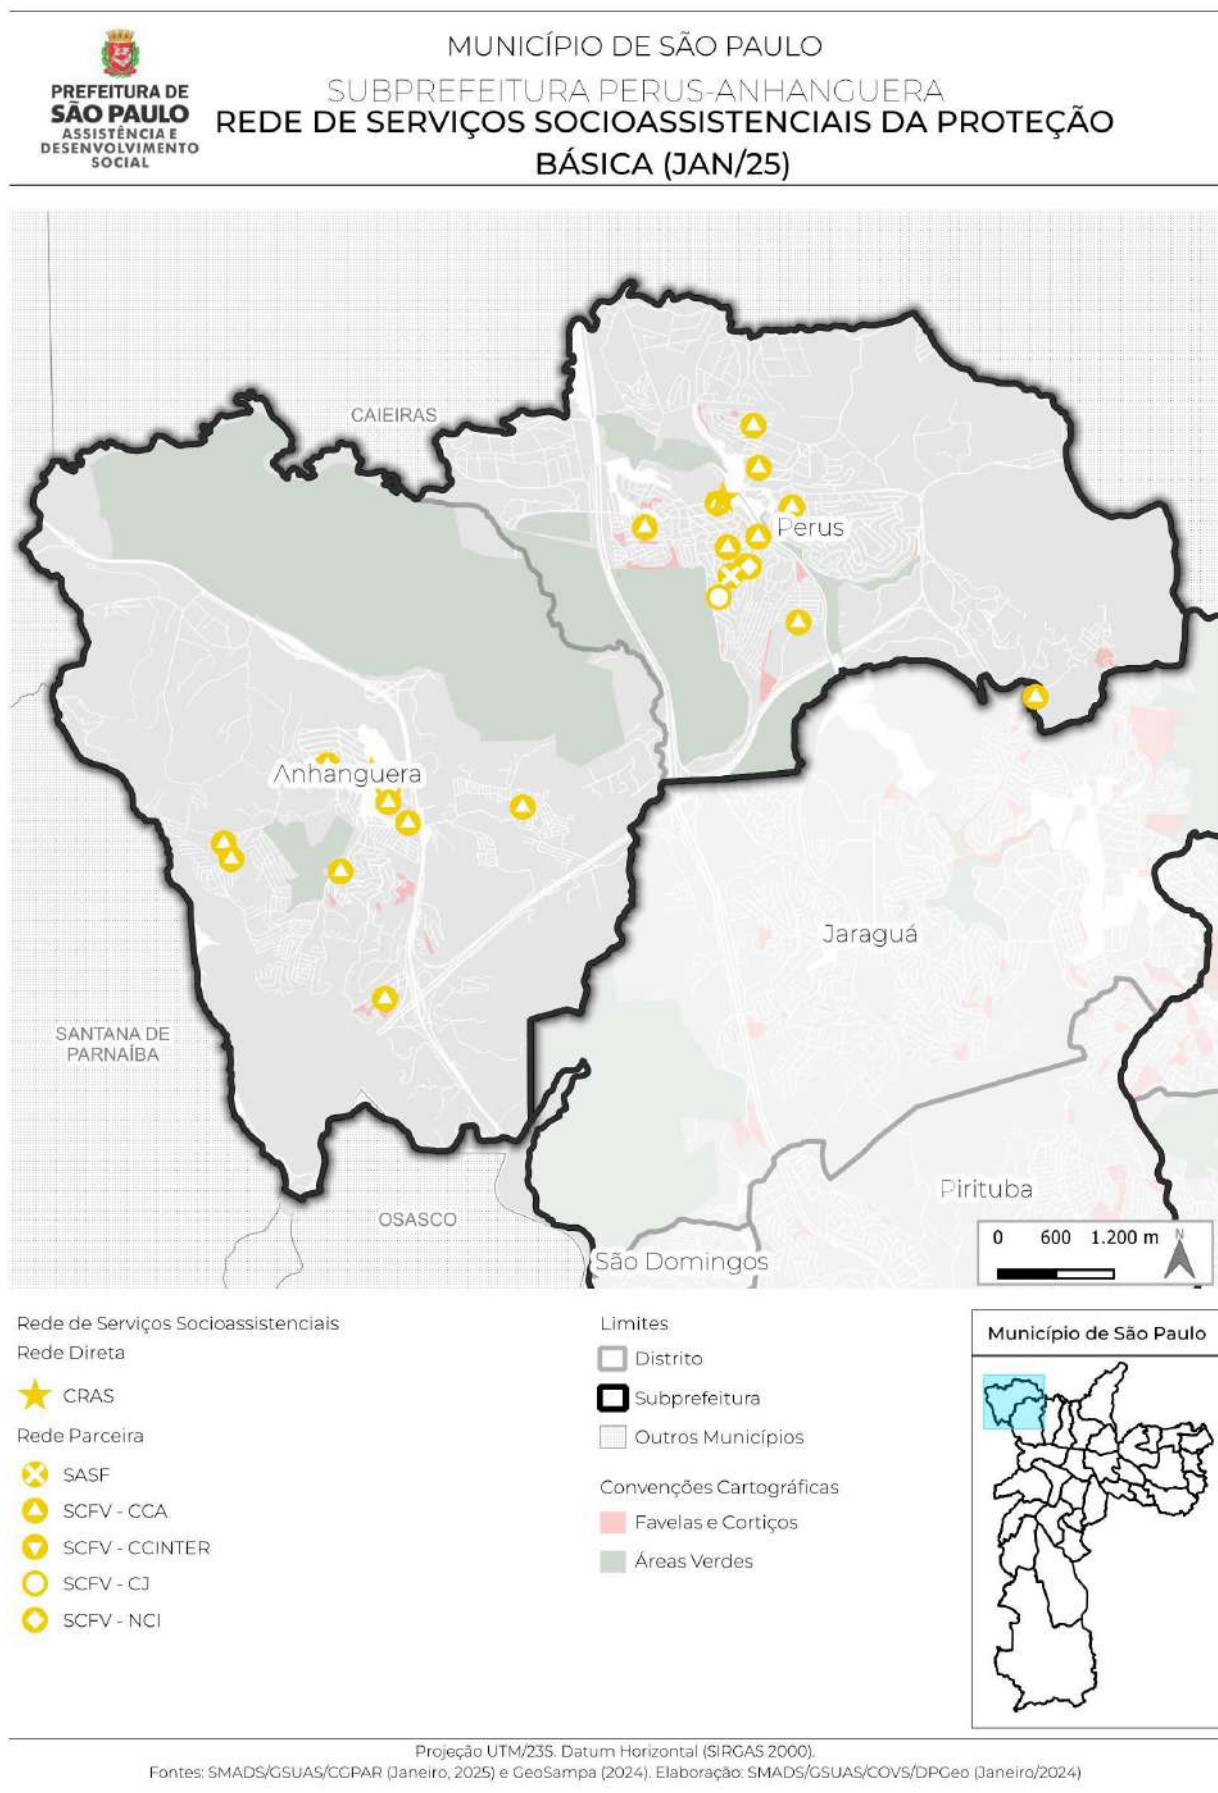 PREFEITURA DE
SÃO PAULO
ASSISTÊNCIA E
DESENVOLVIMENTO
SOCIAL
MUNICÍPIO DE SÃO PAULO
SUBPREFEITURA PERUS-ANHANGUERA
REDE DE SERVIÇOS SOCIOASSISTENCIAIS DA PROTEÇÃO
BÁSICA (JAN/25)
CAIEIRAS
Perus
Anhanguera
Jaraguá
SANTANA DE
PARNAÍBA
Pirituba
OSASCO
São Domingos
0 600 1.200 m
N
Rede de Serviços Socioassistenciais
Rede Direta
CRAS
Rede Parceira
SASF
SCFV - CCA
SCFV - CCINTER
SCFV - CJ
SCFV - NCI
Limites
Distrito
Subprefeitura
Outros Municípios
Convenções Cartográficas
Favelas e Cortiços
Áreas Verdes
Município de São Paulo
Projeção UTM/23S. Datum Horizontal (SIRGAS 2000).
Fontes: SMADS/GSUAS/CGPAR (Janeiro, 2025) e GeoSampa (2024). Elaboração: SMADS/GSUAS/COVS/DPGeo (Janeiro/2024)